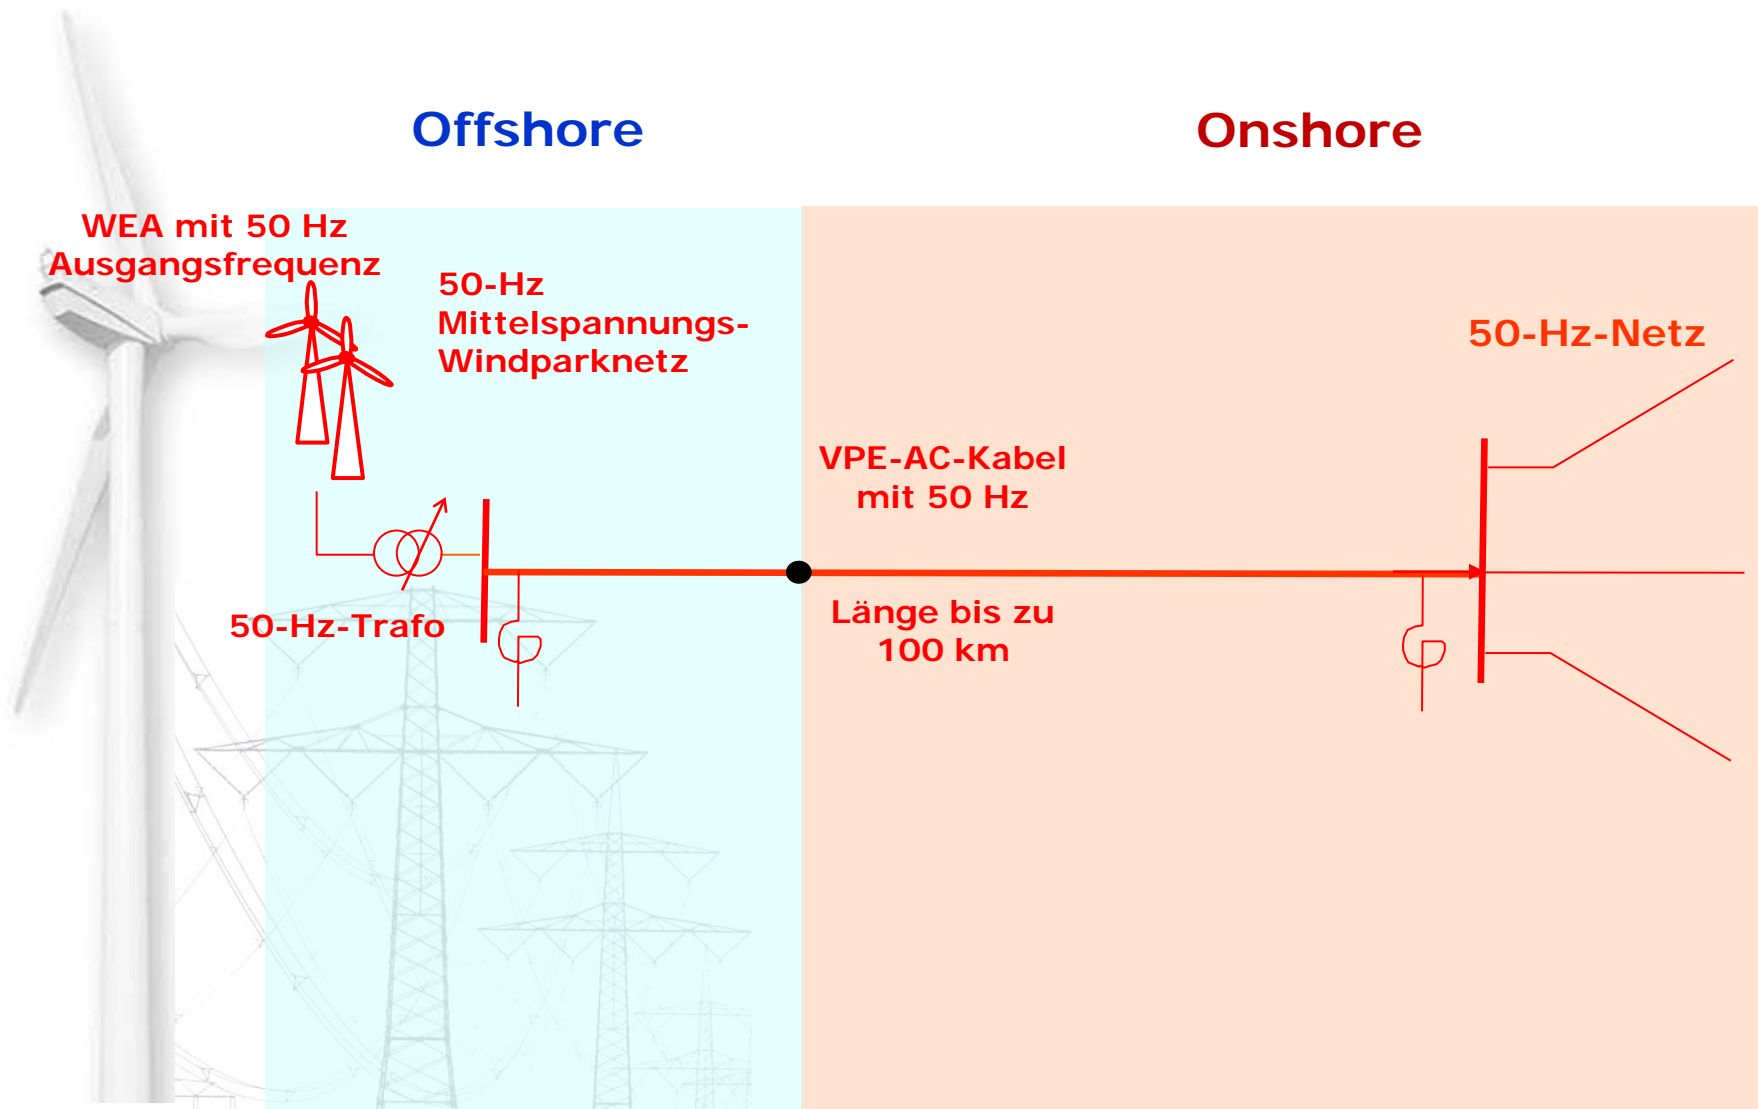 Offshore
Onshore
WEA mit 50 Hz
Ausgangsfrequenz
50-Hz
Mittelspannungs-
Windparknetz
50-Hz-Netz
VPE-AC-Kabel
mit 50 Hz
50-Hz-Trafo
Länge bis zu
100 km